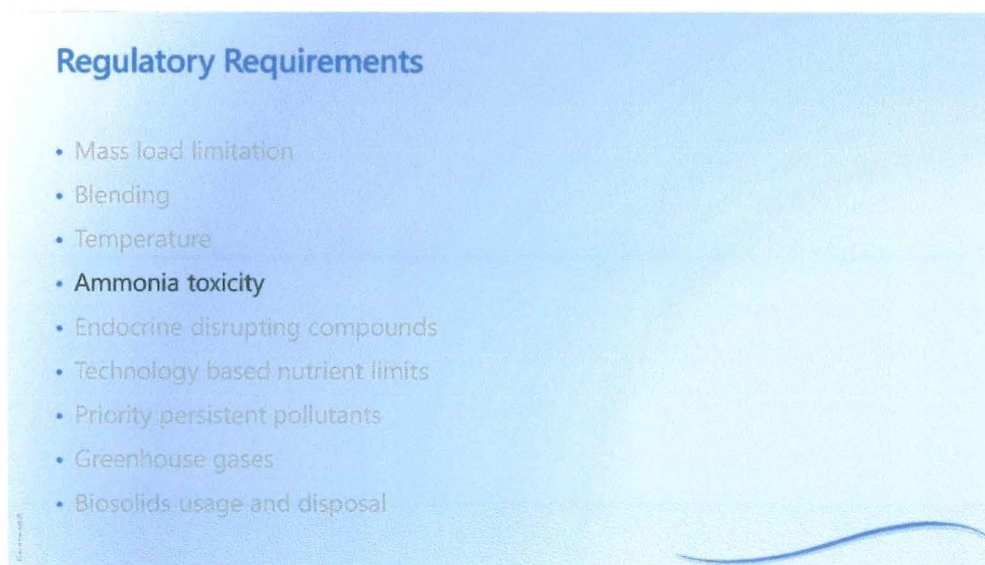 Regulatory Requirements
• Mass load limitation
• Blending
• Temperature
• Ammonia toxicity
• Endocrine disrupting compounds
• Technology based nutrient limits
• Priority persistent pollutants
• Greenhouse gases
• Biosolids usage and disposal